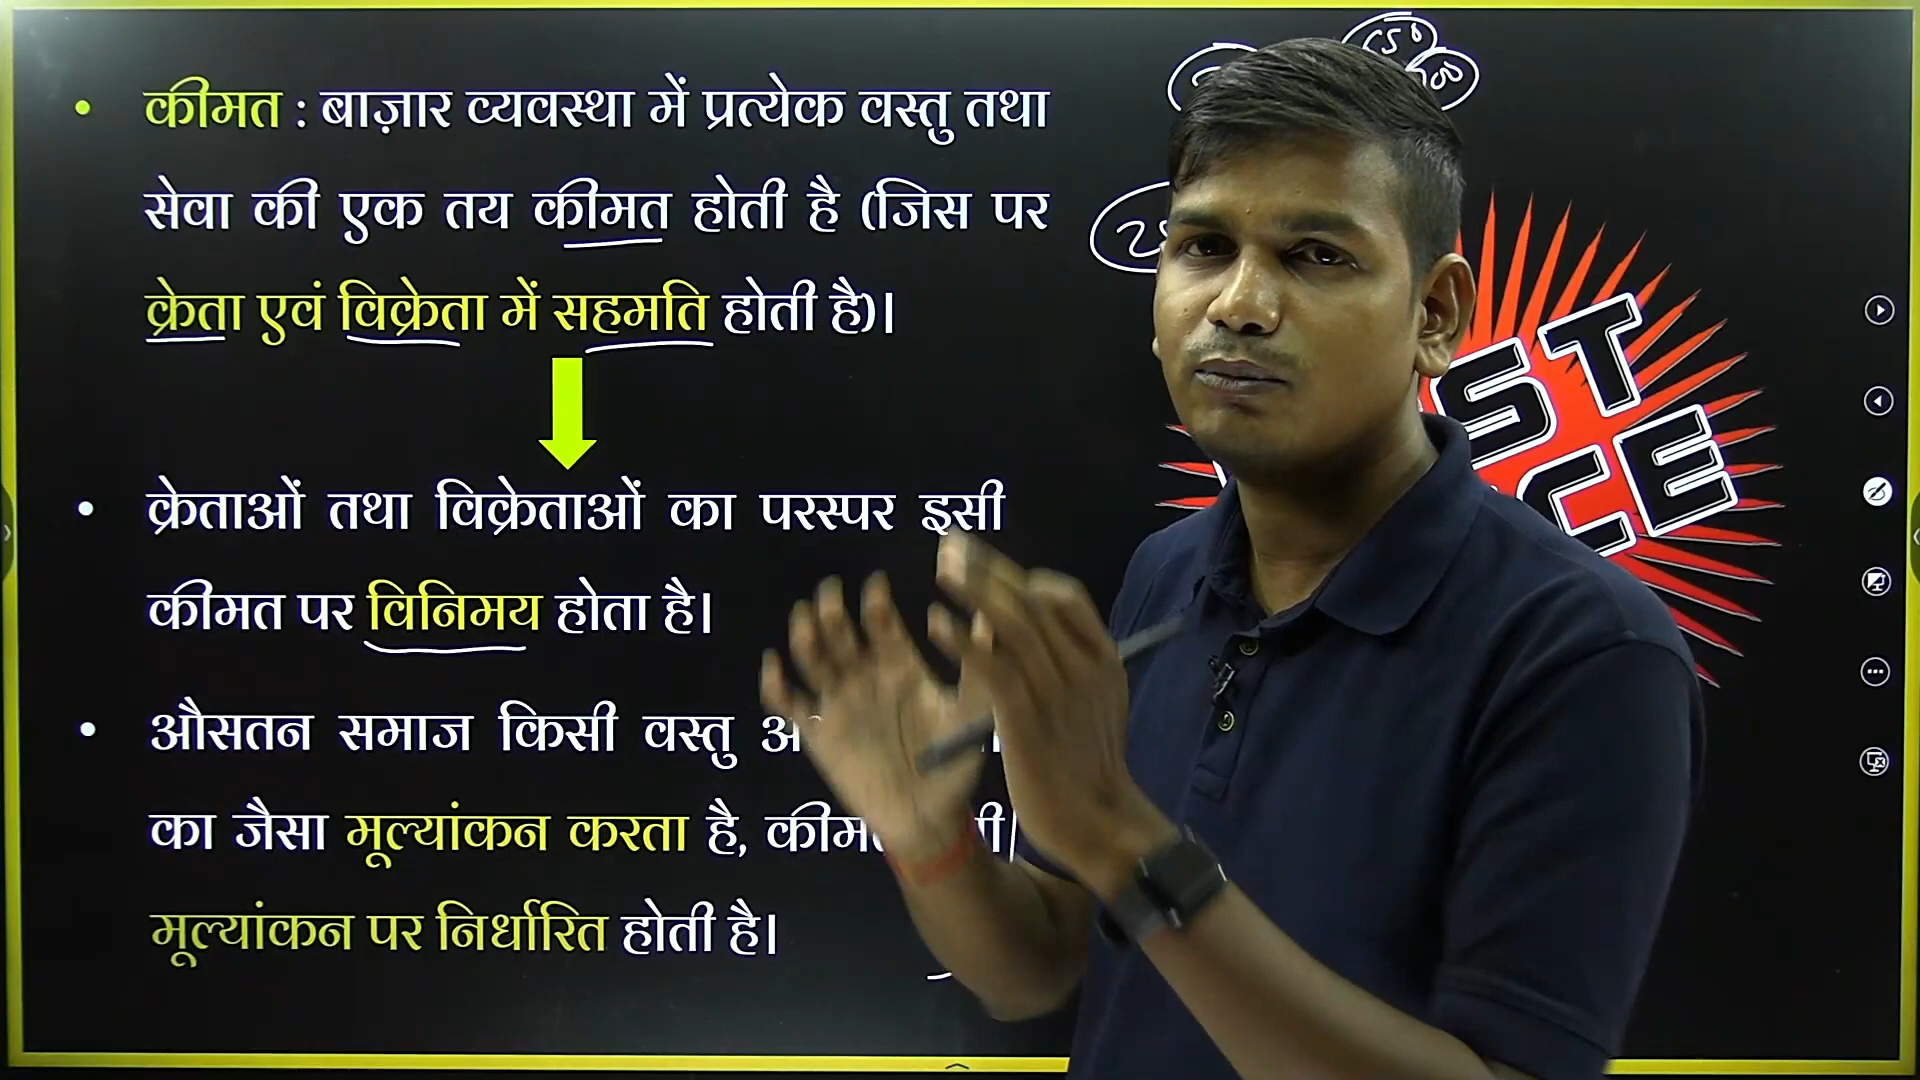 • कीमत : बाज़ार व्यवस्था में प्रत्येक वस्तु तथा
सेवा की एक तय कीमत होती है (जिस पर
क्रेता एवं विक्रेता में सहमति होती है)।
• क्रेताओं तथा विक्रेताओं का परस्पर इसी
कीमत पर विनिमय होता है।
• औसतन समाज किसी वस्तु
का जैसा मूल्यांकन करता है,
मूल्यांकन पर निर्धारित होती है।